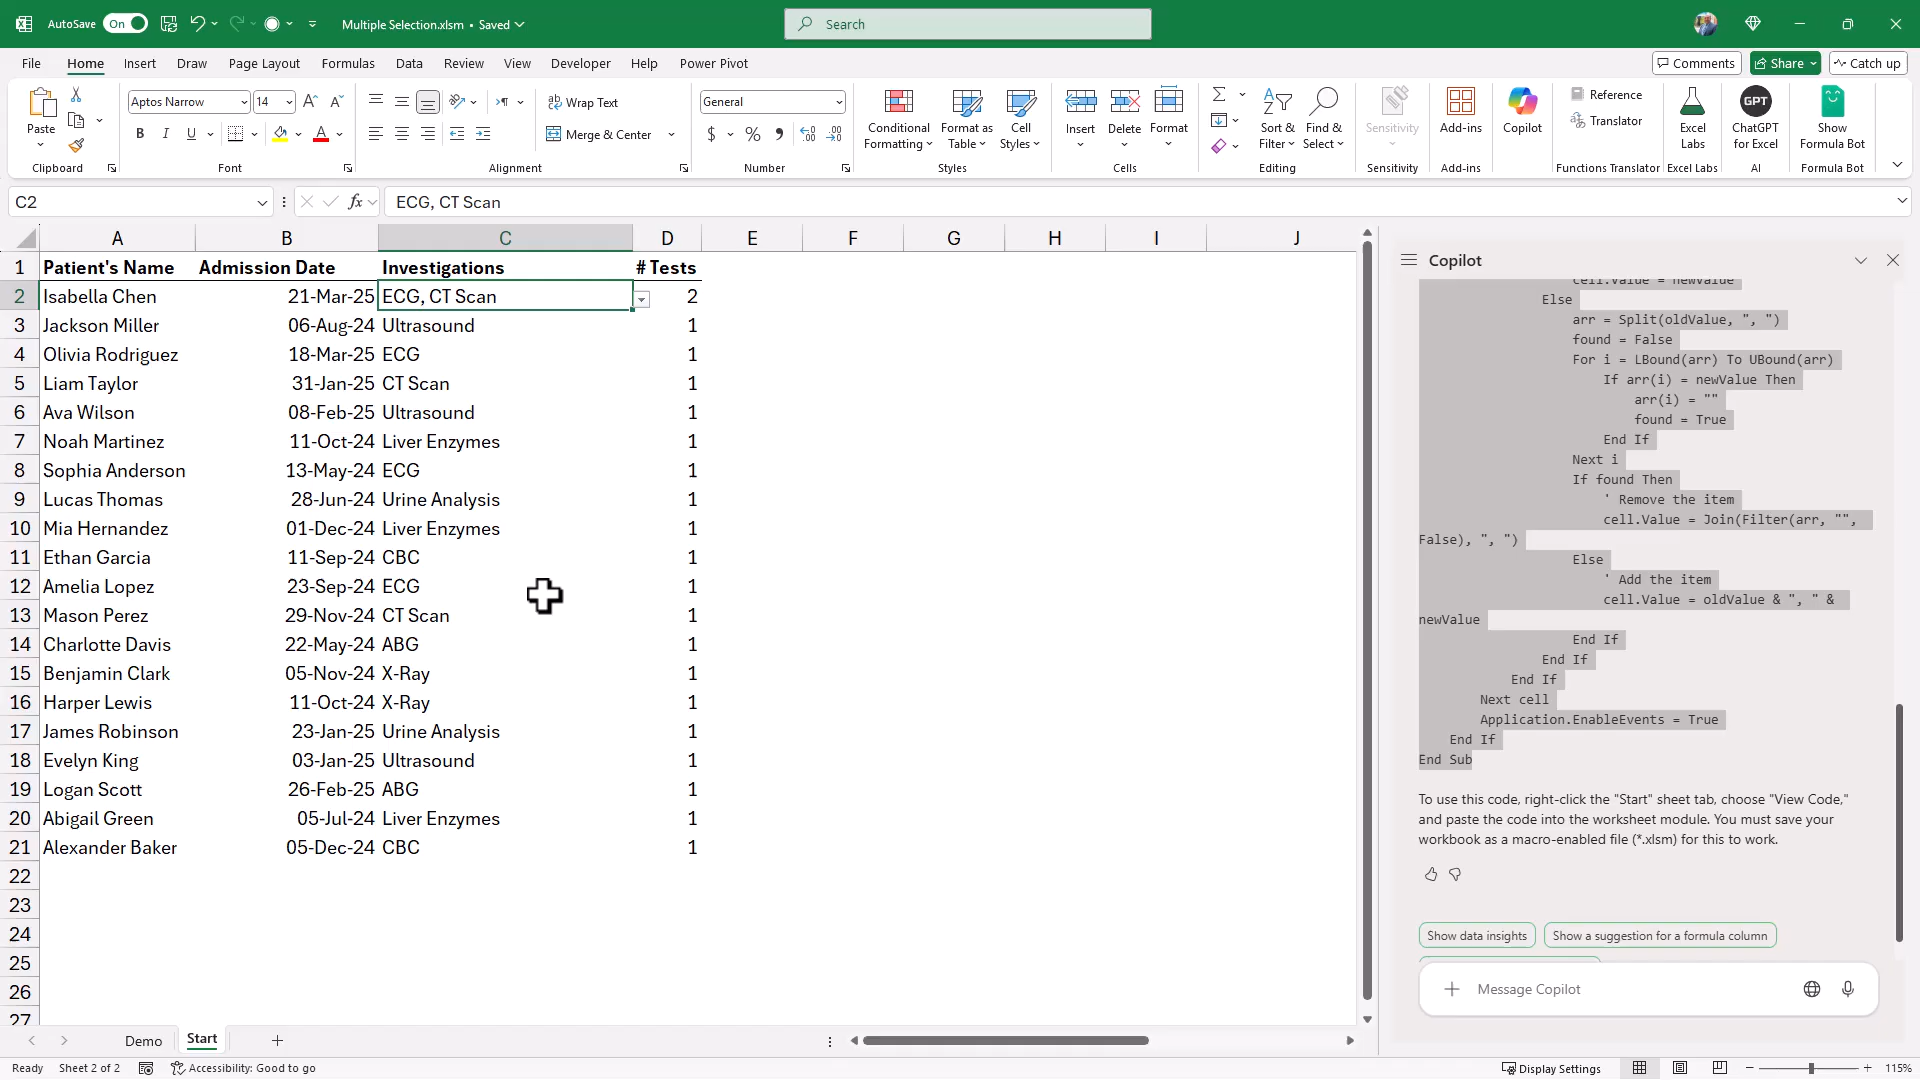 AutoSave On Multiple Selection.xlsm • Saved Search
File Home Insert Draw Page Layout Formulas Data Review View Developer Help Power Pivot Comments Share Catch up
Paste
Clipboard
Aptos Narrow 14
B I U
Font
Wrap Text
Merge & Center
Alignment
General
$ % ,
Number
Conditional Formatting
Format as Table
Cell Styles
Styles
Insert
Delete
Format
Cells
Sort & Filter
Find & Select
Editing
Sensitivity
Sensitivity
Add-ins
Add-ins
Copilot
Reference
Translator
Functions Translator
Excel Labs
Excel Labs
GPT
ChatGPT for Excel
AI
Show Formula Bot
Formula Bot
C2 fx ECG, CT Scan
A B C D E F G H I J
1 Patient's Name Admission Date Investigations # Tests
2 Isabella Chen 21-Mar-25 ECG, CT Scan 2
3 Jackson Miller 06-Aug-24 Ultrasound 1
4 Olivia Rodriguez 18-Mar-25 ECG 1
5 Liam Taylor 31-Jan-25 CT Scan 1
6 Ava Wilson 08-Feb-25 Ultrasound 1
7 Noah Martinez 11-Oct-24 Liver Enzymes 1
8 Sophia Anderson 13-May-24 ECG 1
9 Lucas Thomas 28-Jun-24 Urine Analysis 1
10 Mia Hernandez 01-Dec-24 Liver Enzymes 1
11 Ethan Garcia 11-Sep-24 CBC 1
12 Amelia Lopez 23-Sep-24 ECG 1
13 Mason Perez 29-Nov-24 CT Scan 1
14 Charlotte Davis 22-May-24 ABG 1
15 Benjamin Clark 05-Nov-24 X-Ray 1
16 Harper Lewis 11-Oct-24 X-Ray 1
17 James Robinson 23-Jan-25 Urine Analysis 1
18 Evelyn King 03-Jan-25 Ultrasound 1
19 Logan Scott 26-Feb-25 ABG 1
20 Abigail Green 05-Jul-24 Liver Enzymes 1
21 Alexander Baker 05-Dec-24 CBC 1
22
23
24
25
26
27
Copilot
cell.Value = newValue
Else
arr = Split(oldValue, ", ")
found = False
For i = LBound(arr) To UBound(arr)
If arr(i) = newValue Then
arr(i) = ""
found = True
End If
Next i
If found Then
' Remove the item
cell.Value = Join(Filter(arr, "",
False), ", ")
Else
' Add the item
cell.Value = oldValue & ", " &
newValue
End If
End If
End If
Next cell
Application.EnableEvents = True
End If
End Sub
To use this code, right-click the "Start" sheet tab, choose "View Code,"
and paste the code into the worksheet module. You must save your
workbook as a macro-enabled file (*.xlsm) for this to work.
Show data insights Show a suggestion for a formula column
Message Copilot
Demo Start
Ready Sheet 2 of 2 Accessibility: Good to go Display Settings 115%